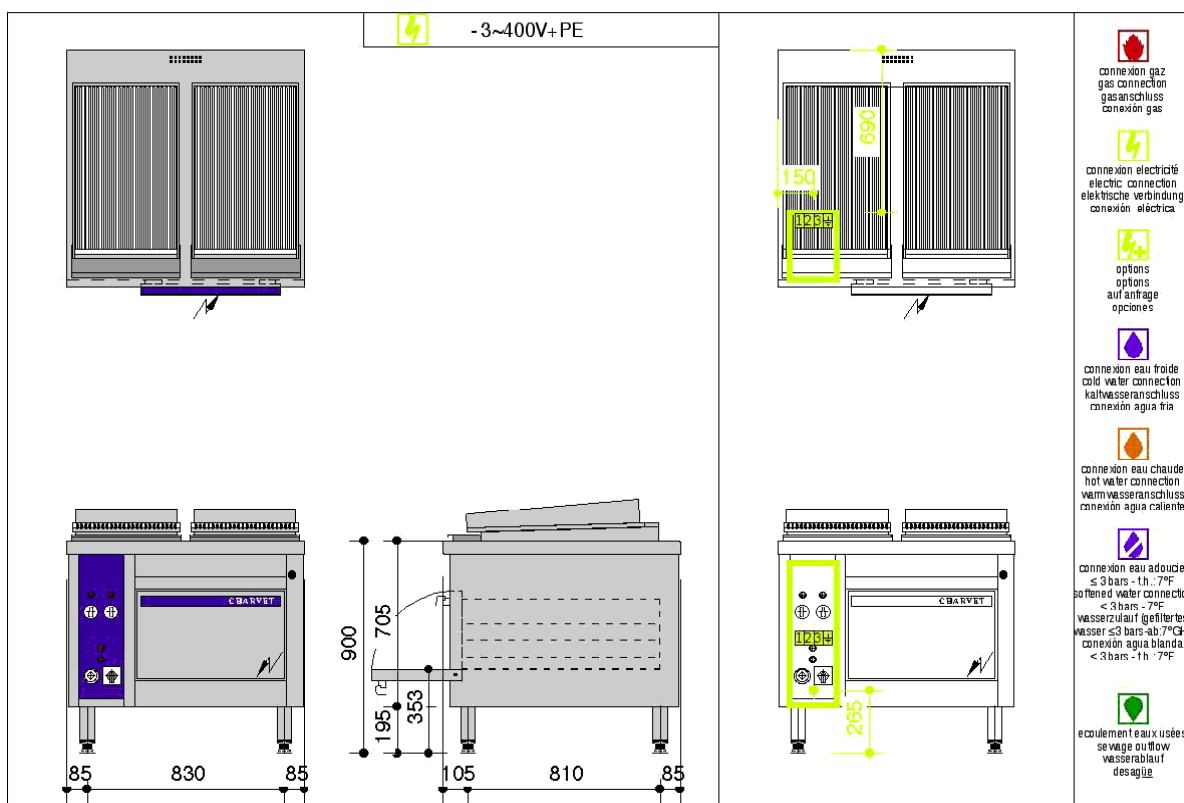 - 3~400V+PE
690
150
123
CHARVET
900
705
195
353
85
830
85
105
810
85
CHARVET
123
265
connexion gaz
gas connection
gasanschluss
conexión gas
connexion electricité
electric connection
elektrische verbindung
conexión eléctrica
options
options
auf anfrage
opciones
connexion eau froide
cold water connection
kaltwasseranschluss
conexión agua fria
connexion eau chaude
hot water connection
warmwasseranschluss
conexión agua caliente
connexion eau adoucie
≤ 3 bars - th.: 7°F
softened water connectio
< 3 bars - 7°F
wasserzulauf (gefiltertes
wasser ≤3 bars-ab:7°GH
conexión agua blanda
< 3 bars - th : 7°F
ecoulement eaux usées
sewage outflow
wasserablauf
desagüe